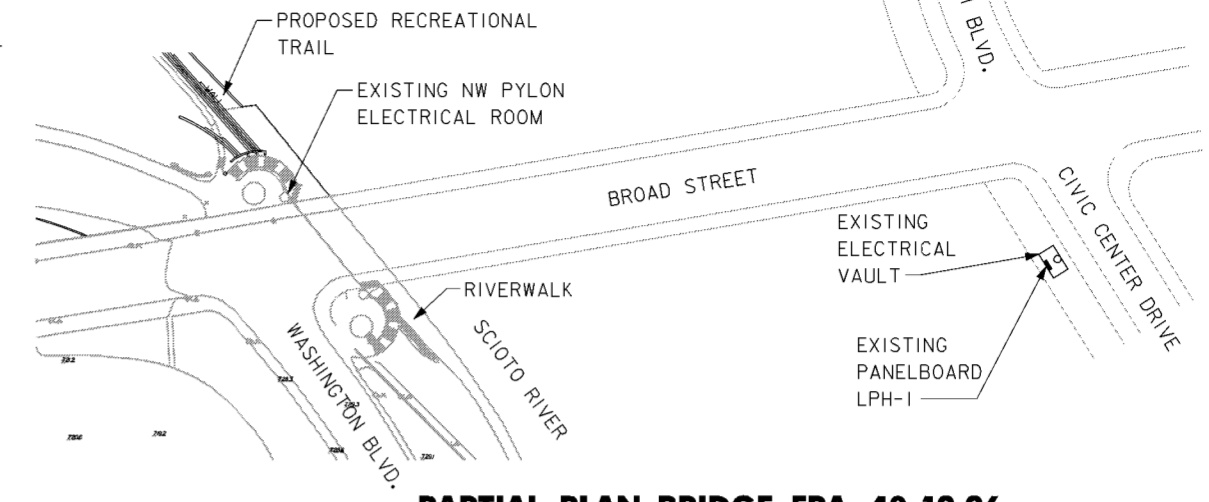 PROPOSED RECREATIONAL
TRAIL
EXISTING NW PYLON
ELECTRICAL ROOM
BLVD.
BROAD STREET
CIVIC CENTER DRIVE
EXISTING
ELECTRICAL
VAULT
RIVERWALK
SCIOTO RIVER
WASHINGTON BLVD.
EXISTING
PANELBOARD
LPH-1